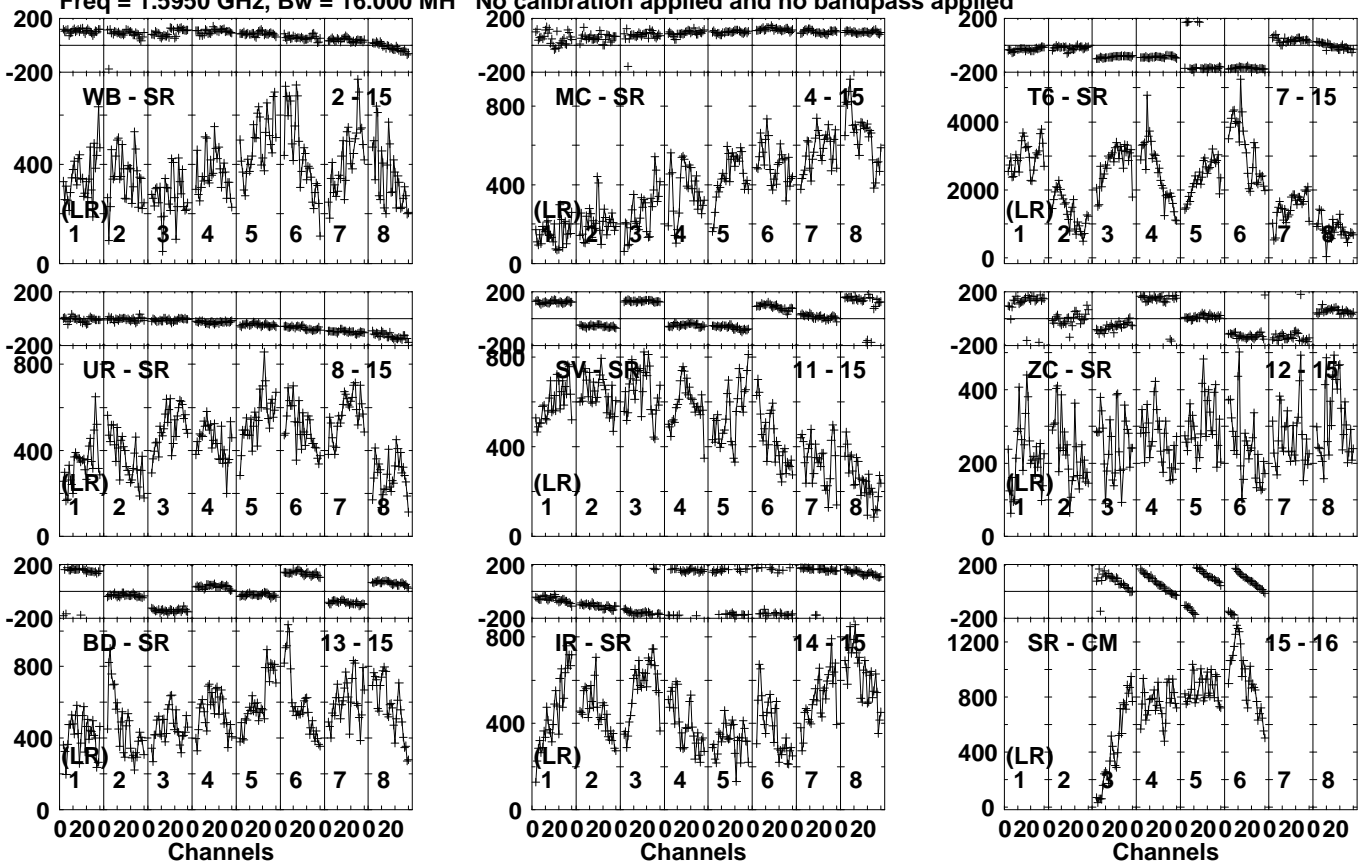 Freq = 1.5950 GHz, Bw = 16.000 MH No calibration applied and no bandpass applied
200
-200
WB - SR 2 - 15
400
(LR)
1 2 3 4 5 6 7 8
0
200
-200
MC - SR 4 - 15
800
400
(LR)
1 2 3 4 5 6 7 8
0
200
-200
T6 - SR 7 - 15
4000
2000
(LR)
1 2 3 4 5 6 7 8
0
200
-200
800
UR - SR 8 - 15
400
(LR)
1 2 3 4 5 6 7 8
0
200
-200
800
SV - SR 11 - 15
400
(LR)
1 2 3 4 5 6 7 8
0
200
-200
ZC - SR 12 - 15
400
200
(LR)
1 2 3 4 5 6 7 8
0
200
-200
BD - SR 13 - 15
800
400
(LR)
1 2 3 4 5 6 7 8
0
200
-200
IR - SR 14 - 15
800
400
(LR)
1 2 3 4 5 6 7 8
0
200
-200
SR - CM 15 - 16
1200
800
400
(LR)
1 2 3 4 5 6 7 8
0
0 20 0 20 0 20 0 20 0 20 0 20 0 20 0 20
Channels
0 20 0 20 0 20 0 20 0 20 0 20 0 20 0 20
Channels
0 20 0 20 0 20 0 20 0 20 0 20 0 20 0 20
Channels